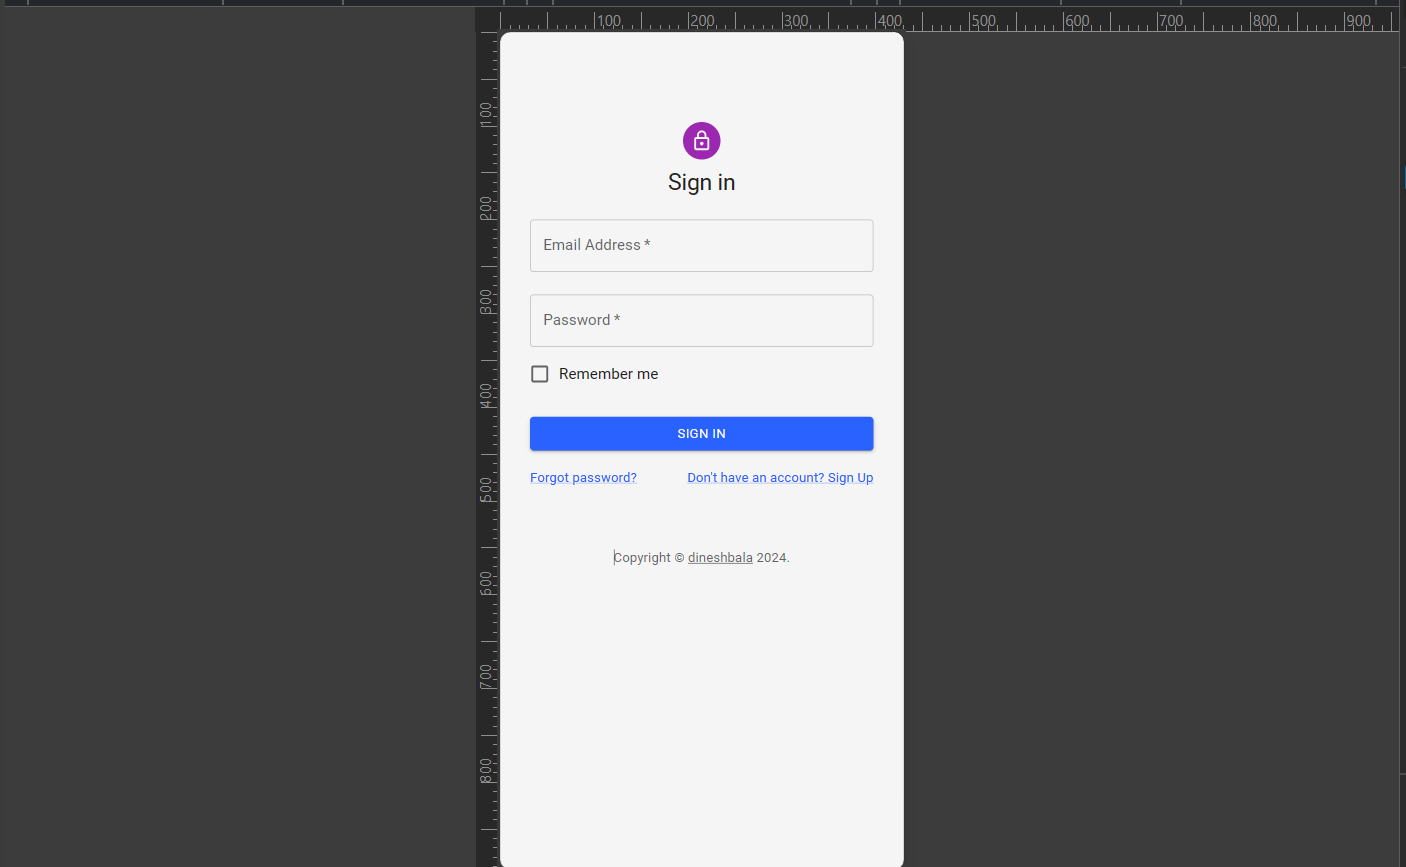 100 200 300 400 500 600 700 800 900
100
200
300
400
500
600
700
800
Sign in
Email Address *
Password *
Remember me
SIGN IN
Forgot password? Don't have an account? Sign Up
Copyright © dineshbala 2024.